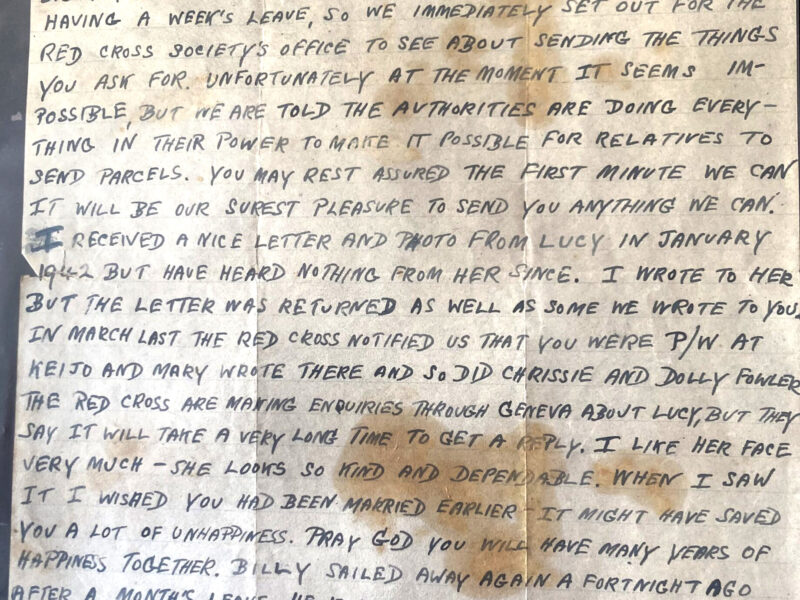 HAVING A WEEK'S LEAVE, SO WE IMMEDIATELY SET OUT FOR THE
RED CROSS SOCIETY'S OFFICE TO SEE ABOUT SENDING THE THINGS
YOU ASK FOR. UNFORTUNATELY AT THE MOMENT IT SEEMS IM-
POSSIBLE, BUT WE ARE TOLD THE AUTHORITIES ARE DOING EVERY-
THING IN THEIR POWER TO MAKE IT POSSIBLE FOR RELATIVES TO
SEND PARCELS. YOU MAY REST ASSURED THE FIRST MINUTE WE CAN
IT WILL BE OUR SUREST PLEASURE TO SEND YOU ANYTHING WE CAN.
I RECEIVED A NICE LETTER AND PHOTO FROM LUCY IN JANUARY
1942 BUT HAVE HEARD NOTHING FROM HER SINCE. I WROTE TO HER
BUT THE LETTER WAS RETURNED AS WELL AS SOME WE WROTE TO YOU.
IN MARCH LAST THE RED CROSS NOTIFIED US THAT YOU WERE P/W AT
KEIJO AND MARY WROTE THERE AND SO DID CHRISSIE AND DOLLY FOWLER
THE RED CROSS ARE MAKING ENQUIRIES THROUGH GENEVA ABOUT LUCY, BUT THEY
SAY IT WILL TAKE A VERY LONG TIME TO GET A REPLY. I LIKE HER FACE
VERY MUCH - SHE LOOKS SO KIND AND DEPENDABLE. WHEN I SAW
IT I WISHED YOU HAD BEEN MARRIED EARLIER - IT MIGHT HAVE SAVED
YOU A LOT OF UNHAPPINESS. PRAY GOD YOU WILL HAVE MANY YEARS OF
HAPPINESS TOGETHER. BILLY SAILED AWAY AGAIN A FORTNIGHT AGO
AFTER A MONTH'S LEAVE.